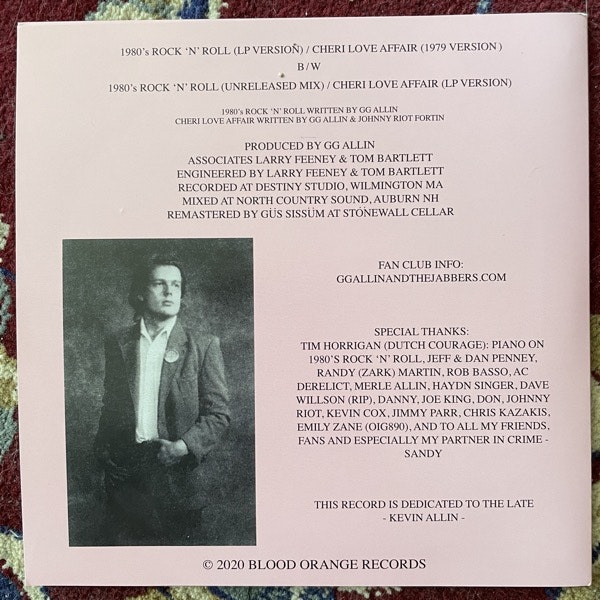 1980's ROCK 'N' ROLL (LP VERSION) / CHERI LOVE AFFAIR (1979 VERSION)
B/W
1980's ROCK 'N' ROLL (UNRELEASED MIX) / CHERI LOVE AFFAIR (LP VERSION)
1980's ROCK 'N' ROLL WRITTEN BY GG ALLIN
CHERI LOVE AFFAIR WRITTEN BY GG ALLIN & JOHNNY RIOT FORTIN
PRODUCED BY GG ALLIN
ASSOCIATES LARRY FEENEY & TOM BARTLETT
ENGINEERED BY LARRY FEENEY & TOM BARTLETT
RECORDED AT DESTINY STUDIO, WILMINGTON MA
MIXED AT NORTH COUNTRY SOUND, AUBURN NH
REMASTERED BY GÜS SISSÜM AT STÖNEWALL CELLAR
FAN CLUB INFO:
GGALLINANDTHEJABBERS.COM
SPECIAL THANKS:
TIM HORRIGAN (DUTCH COURAGE): PIANO ON
1980'S ROCK 'N' ROLL, JEFF & DAN PENNEY,
RANDY (ZARK) MARTIN, ROB BASSO, AC
DERELICT, MERLE ALLIN, HAYDN SINGER, DAVE
WILLSON (RIP), DANNY, JOE KING, DON, JOHNNY
RIOT, KEVIN COX, JIMMY PARR, CHRIS KAZAKIS,
EMILY ZANE (OIG890), AND TO ALL MY FRIENDS,
FANS AND ESPECIALLY MY PARTNER IN CRIME -
SANDY
THIS RECORD IS DEDICATED TO THE LATE
- KEVIN ALLIN -
© 2020 BLOOD ORANGE RECORDS